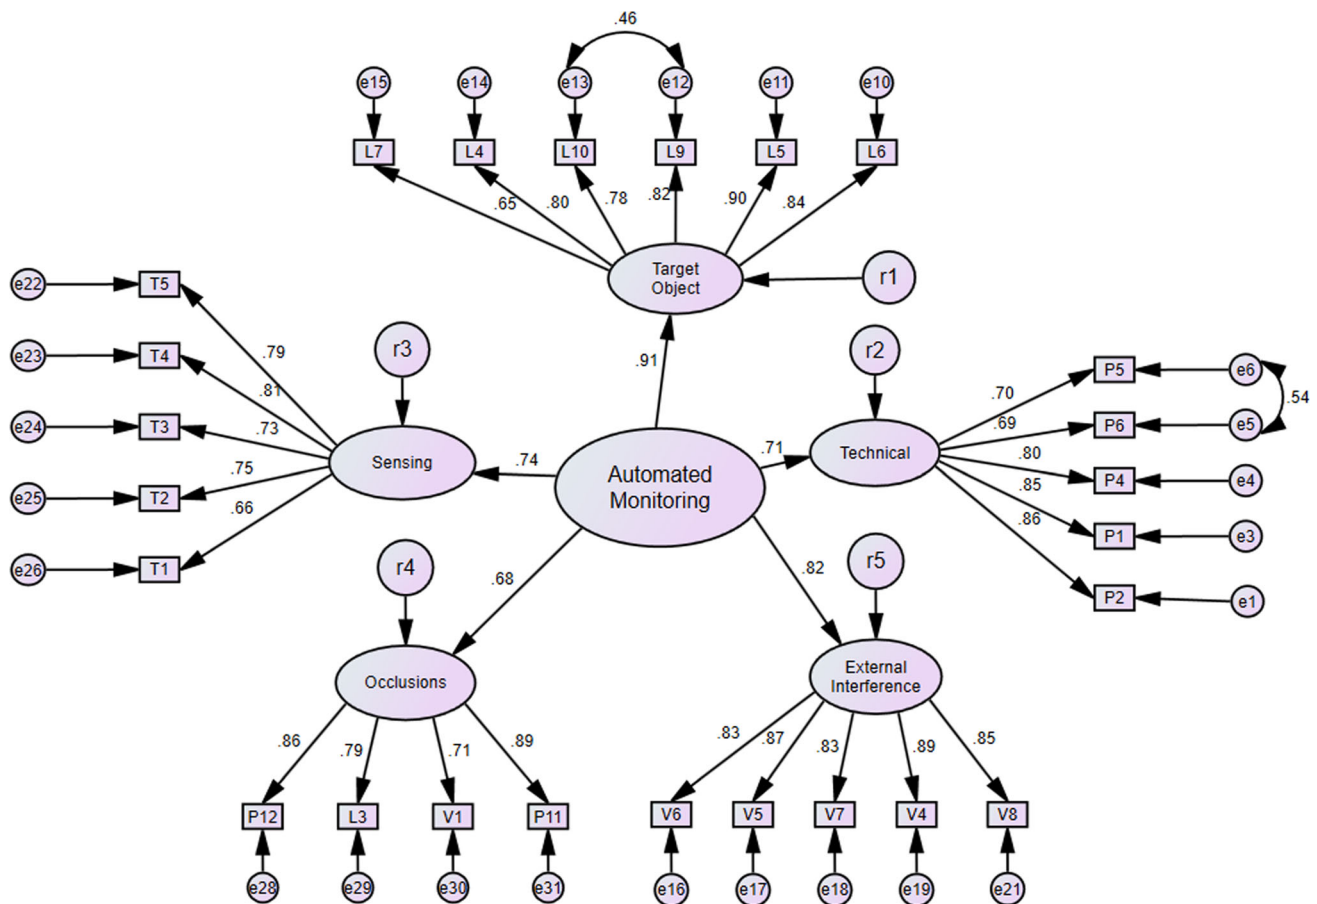 .46
e15
e14
e13
e12
e11
e10
L7
L4
L10
L9
L5
L6
.65
.80
.78
.82
.90
.84
Target
Object
r1
e22
T5
e23
T4
e24
T3
e25
T2
e26
T1
.79
.81
.73
.75
.66
r3
Sensing
.74
.91
Automated
Monitoring
.71
r2
Technical
.70
.69
.80
.85
.86
P5
e6
P6
e5
.54
P4
e4
P1
e3
P2
e1
r4
.68
Occlusions
.86
.79
.71
.89
P12
L3
V1
P11
e28
e29
e30
e31
r5
.82
External
Interference
.83
.87
.83
.89
.85
V6
V5
V7
V4
V8
e16
e17
e18
e19
e21